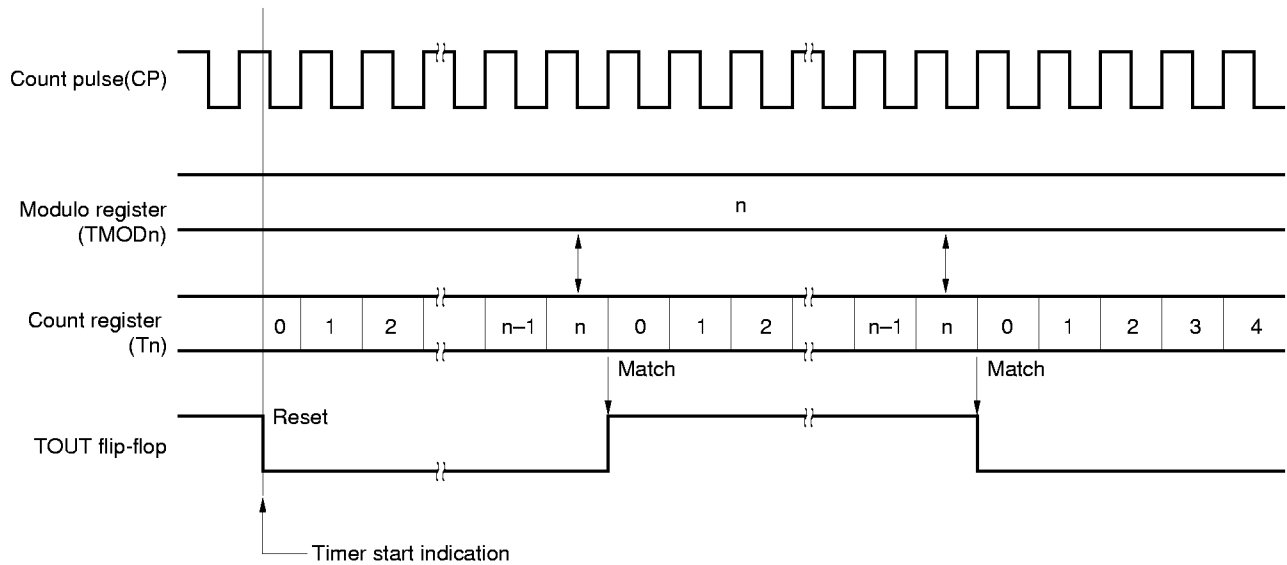 Count pulse(CP)
Modulo register
(TMODn)
n
Count register
(Tn)
0 1 2 n–1 n 0 1 2 n–1 n 0 1 2 3 4
Match Match
Reset
TOUT flip-flop
Timer start indication